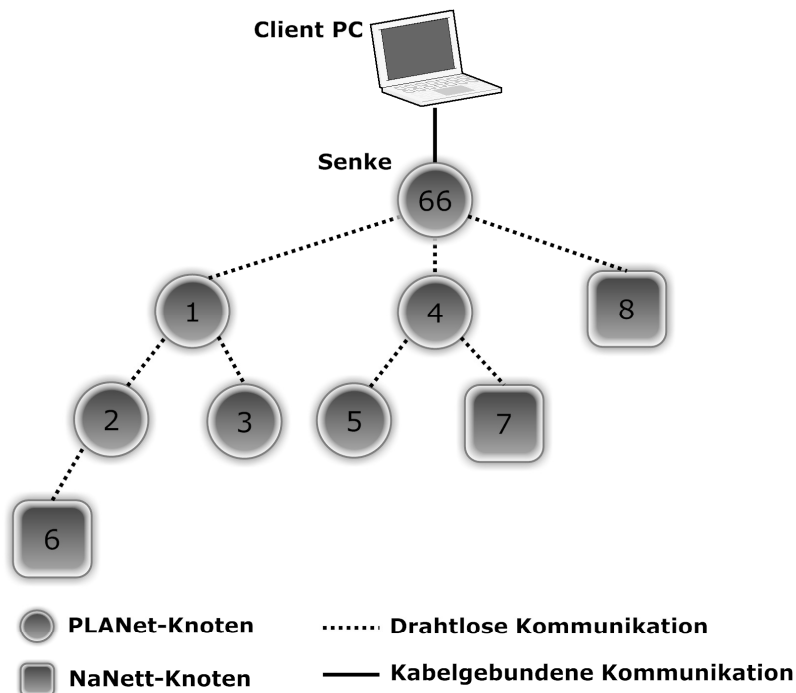 Client PC
Senke
66
1
4
8
2
3
5
7
6
PLANet-Knoten
Drahtlose Kommunikation
NaNett-Knoten
Kabelgebundene Kommunikation